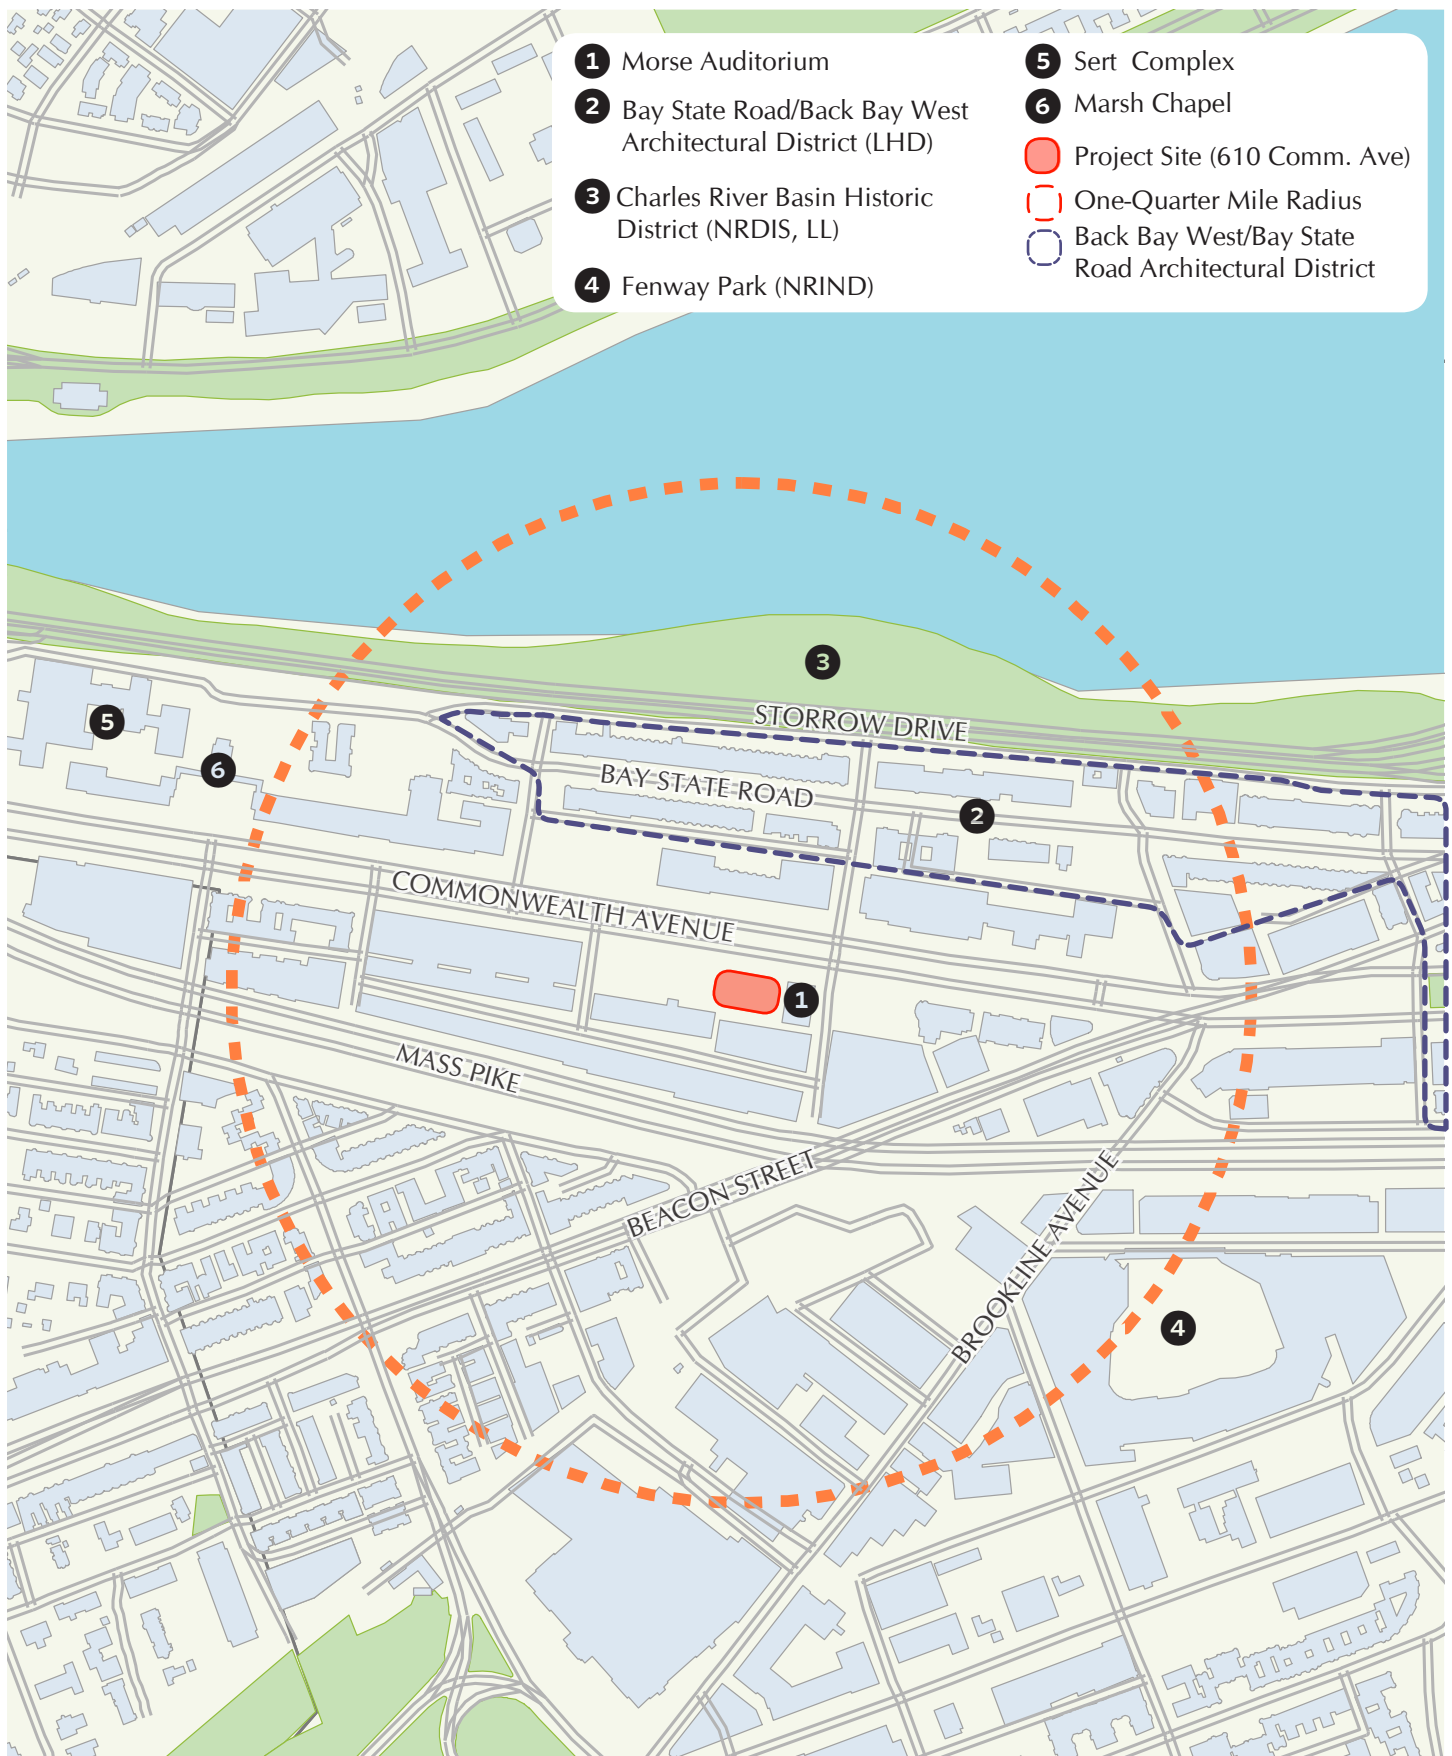 1 Morse Auditorium
2 Bay State Road/Back Bay West
Architectural District (LHD)
3 Charles River Basin Historic
District (NRDIS, LL)
4 Fenway Park (NRIND)
5 Sert Complex
6 Marsh Chapel
Project Site (610 Comm. Ave)
One-Quarter Mile Radius
Back Bay West/Bay State
Road Architectural District
3
STORROW DRIVE
5
6
BAY STATE ROAD
2
COMMONWEALTH AVENUE
1
MASS PIKE
BEACON STREET
BROOKLINE AVENUE
4